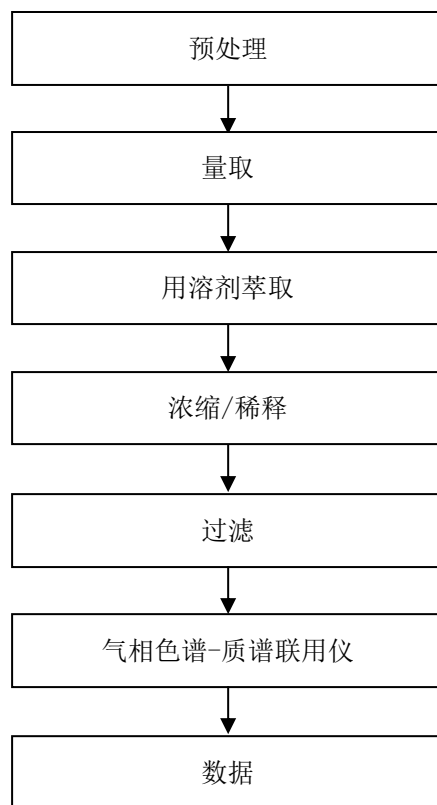 预处理
量取
用溶剂萃取
浓缩/稀释
过滤
气相色谱-质谱联用仪
数据